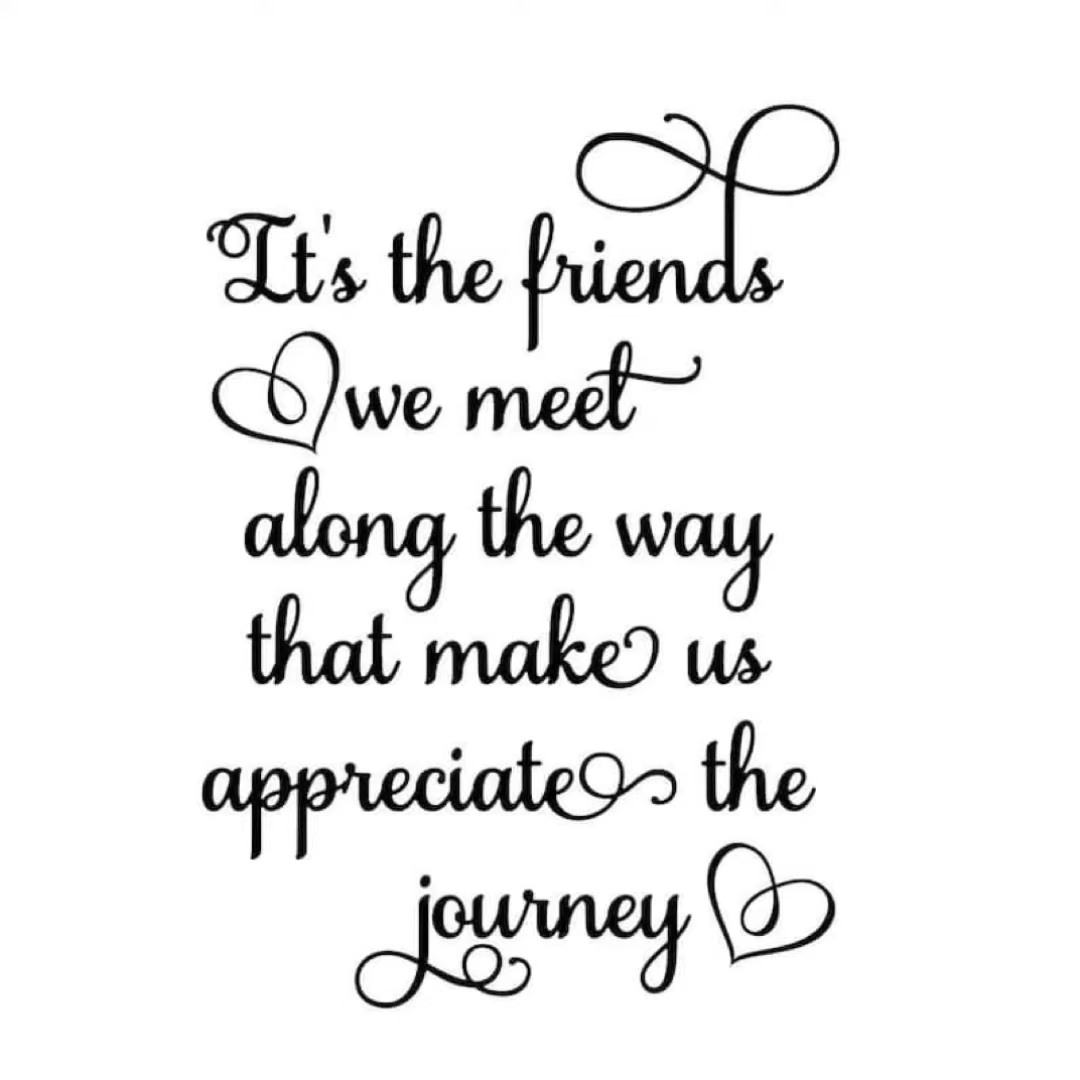 It's the friends
we meet
along the way
that make us
appreciate the
journey